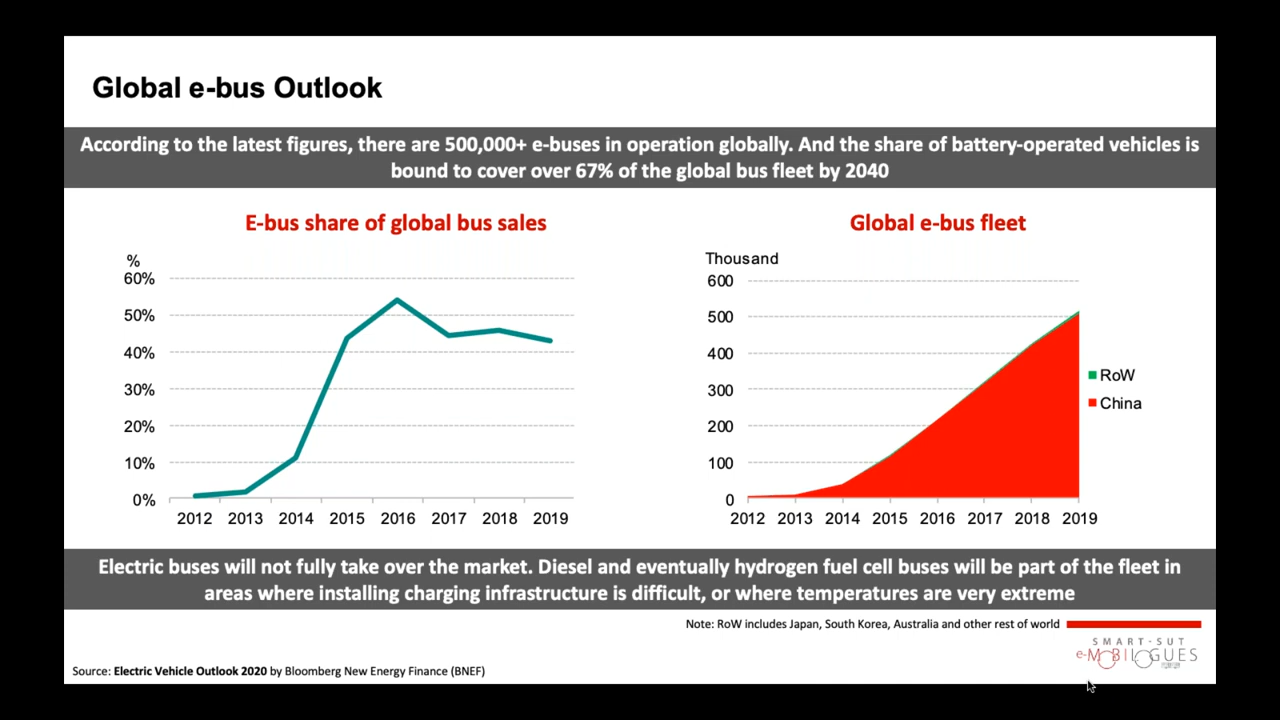 Global e-bus Outlook
According to the latest figures, there are 500,000+ e-buses in operation globally. And the share of battery-operated vehicles is
bound to cover over 67% of the global bus fleet by 2040
E-bus share of global bus sales
%
60%
50%
40%
30%
20%
10%
0%
2012 2013 2014 2015 2016 2017 2018 2019
Global e-bus fleet
Thousand
600
500
400
300
200
100
0
2012 2013 2014 2015 2016 2017 2018 2019
RoW
China
Electric buses will not fully take over the market. Diesel and eventually hydrogen fuel cell buses will be part of the fleet in
areas where installing charging infrastructure is difficult, or where temperatures are very extreme
Note: RoW includes Japan, South Korea, Australia and other rest of world
SMART-SUT
e-MOBILOGUES
Source: Electric Vehicle Outlook 2020 by Bloomberg New Energy Finance (BNEF)